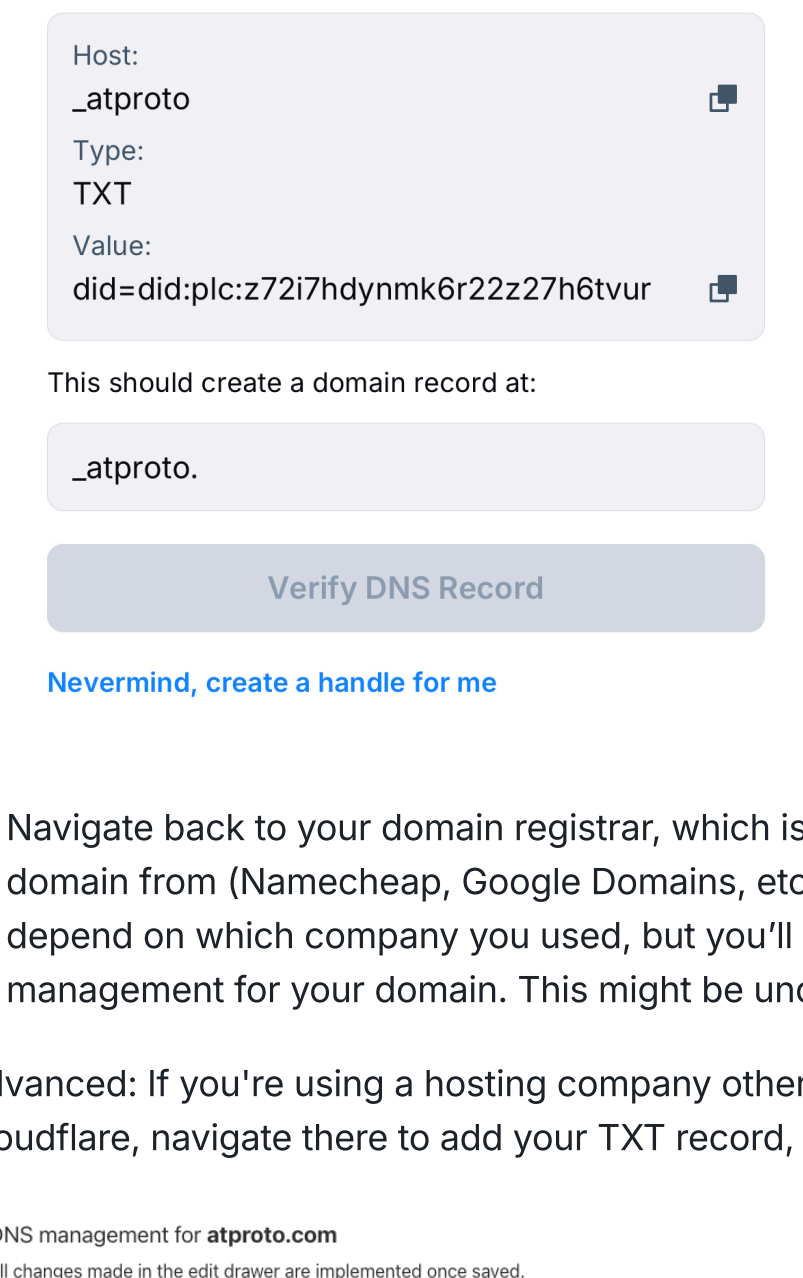 Host:
_atproto
Type:
TXT
Value:
did=did:plc:z72i7hdynmk6r22z27h6tvur
This should create a domain record at:
_atproto.
Verify DNS Record
Nevermind, create a handle for me
Navigate back to your domain registrar, which is
domain from (Namecheap, Google Domains, etc
depend on which company you used, but you’ll
management for your domain. This might be un
vanced: If you're using a hosting company other
oudflare, navigate there to add your TXT record,
DNS management for atproto.com
ll changes made in the edit drawer are implemented once saved.